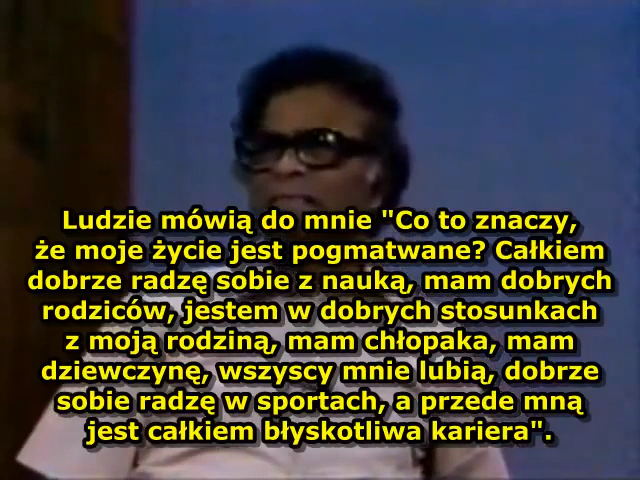 Ludzie mówią do mnie "Co to znaczy,
że moje życie jest pogmatwane? Całkiem
dobrze radzę sobie z nauką, mam dobrych
rodziców, jestem w dobrych stosunkach
z moją rodziną, mam chłopaka, mam
dziewczynę, wszyscy mnie lubią, dobrze
sobie radzę w sportach, a przede mną
jest całkiem błyskotliwa kariera".